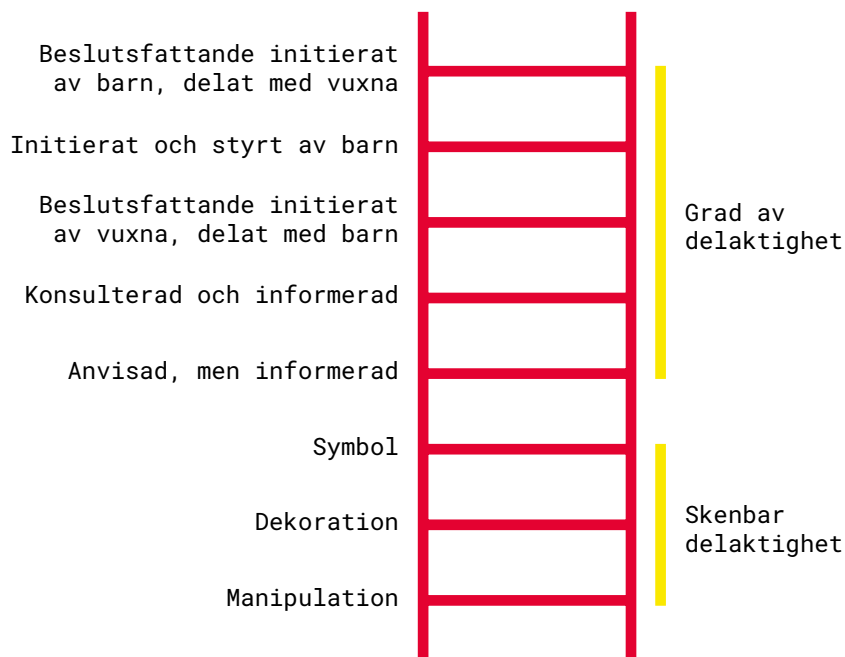 Beslutsfattande initierat
av barn, delat med vuxna
Initierat och styrt av barn
Beslutsfattande initierat
av vuxna, delat med barn
Konsulterad och informerad
Anvisad, men informerad
Symbol
Dekoration
Manipulation
Grad av
delaktighet
Skenbar
delaktighet